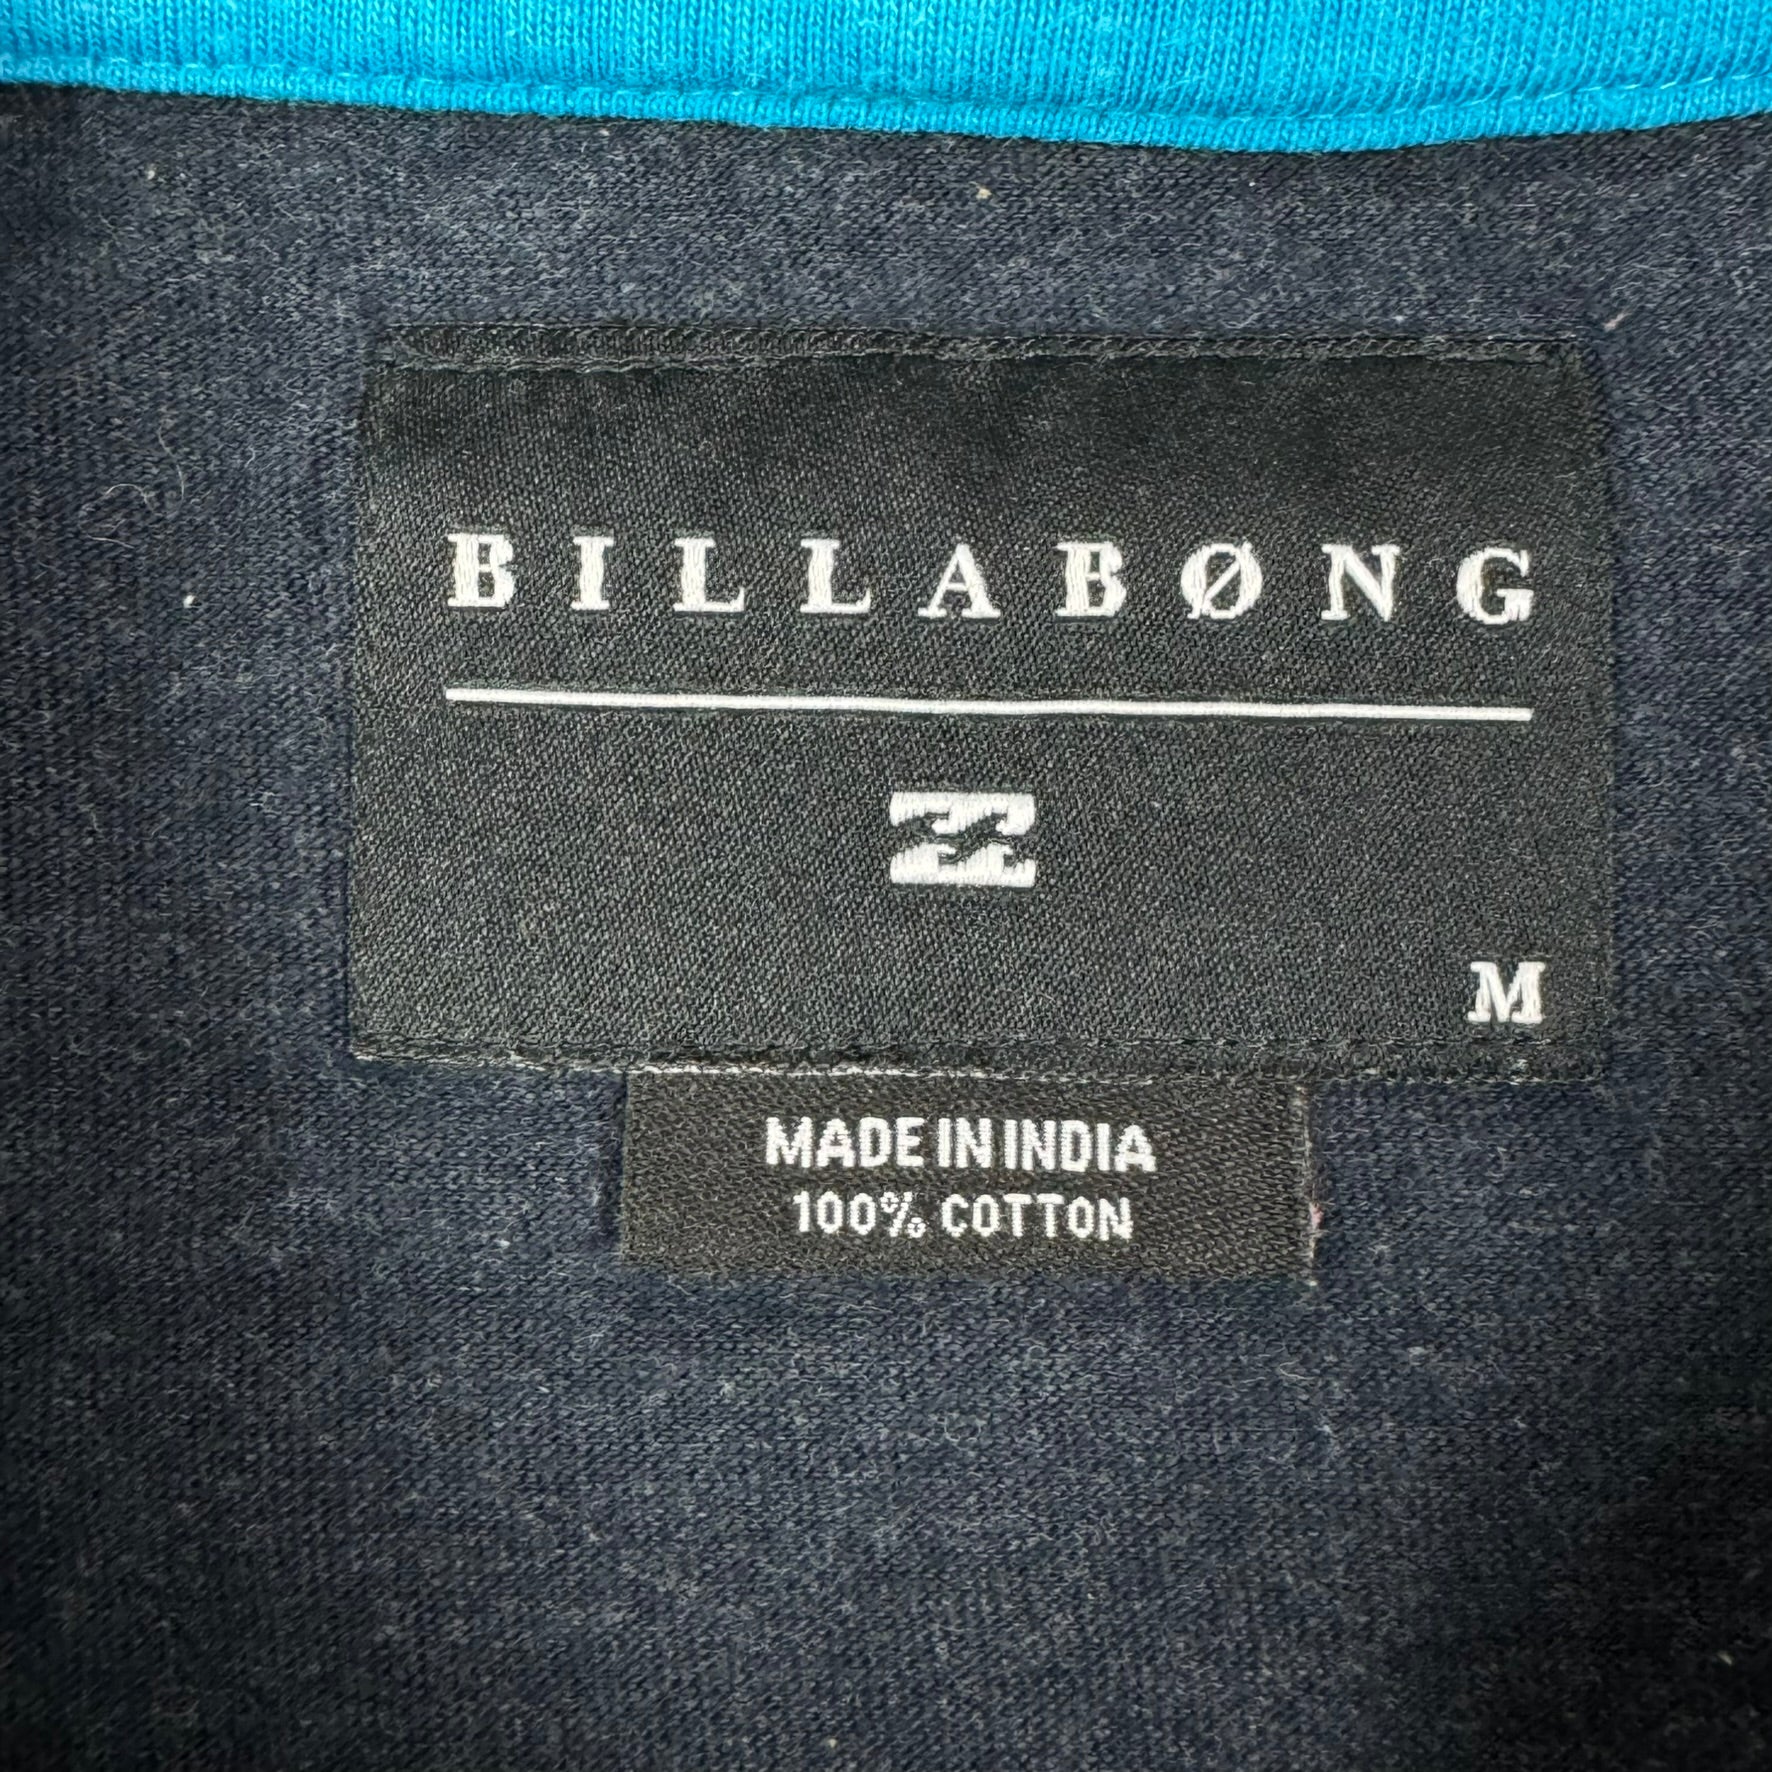 BILLABØNG
M
MADE IN INDIA
100% COTTON